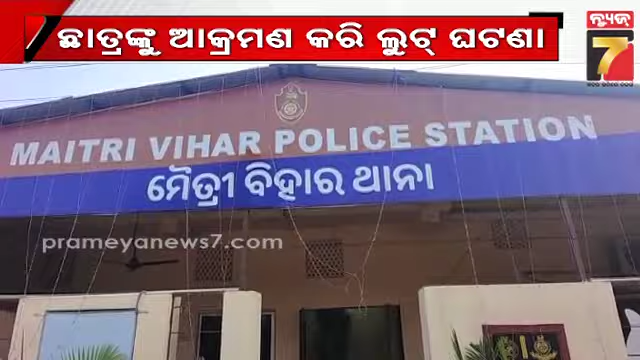 ଛାତ୍ରଙ୍କୁ ଆକ୍ରମଣ କରି ଲୁଟ୍ ଘଟଣା
ନ୍ୟୁଜ୍
7
MAITRI VIHAR POLICE STATION
ମୈତ୍ରୀ ବିହାର ଥାନା
prameyanews7.com